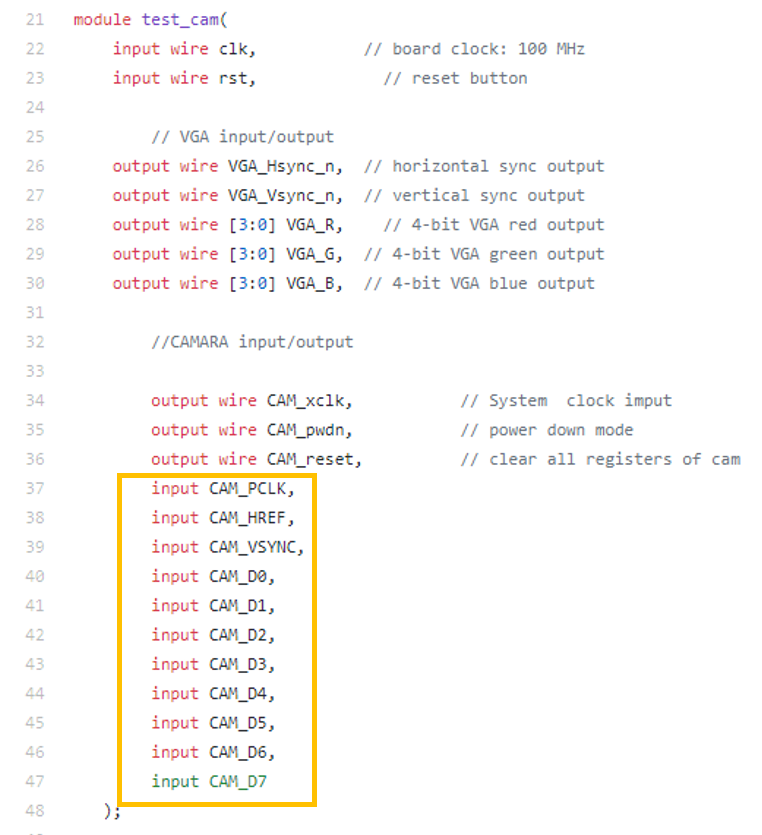 21 module test_cam(
22 input wire clk, // board clock: 100 MHz
23 input wire rst, // reset button
24
25 // VGA input/output
26 output wire VGA_Hsync_n, // horizontal sync output
27 output wire VGA_Vsync_n, // vertical sync output
28 output wire [3:0] VGA_R, // 4-bit VGA red output
29 output wire [3:0] VGA_G, // 4-bit VGA green output
30 output wire [3:0] VGA_B, // 4-bit VGA blue output
31
32 //CAMARA input/output
33
34 output wire CAM_xclk, // System  clock imput
35 output wire CAM_pwdn, // power down mode
36 output wire CAM_reset, // clear all registers of cam
37 input CAM_PCLK,
38 input CAM_HREF,
39 input CAM_VSYNC,
40 input CAM_D0,
41 input CAM_D1,
42 input CAM_D2,
43 input CAM_D3,
44 input CAM_D4,
45 input CAM_D5,
46 input CAM_D6,
47 input CAM_D7
48 );